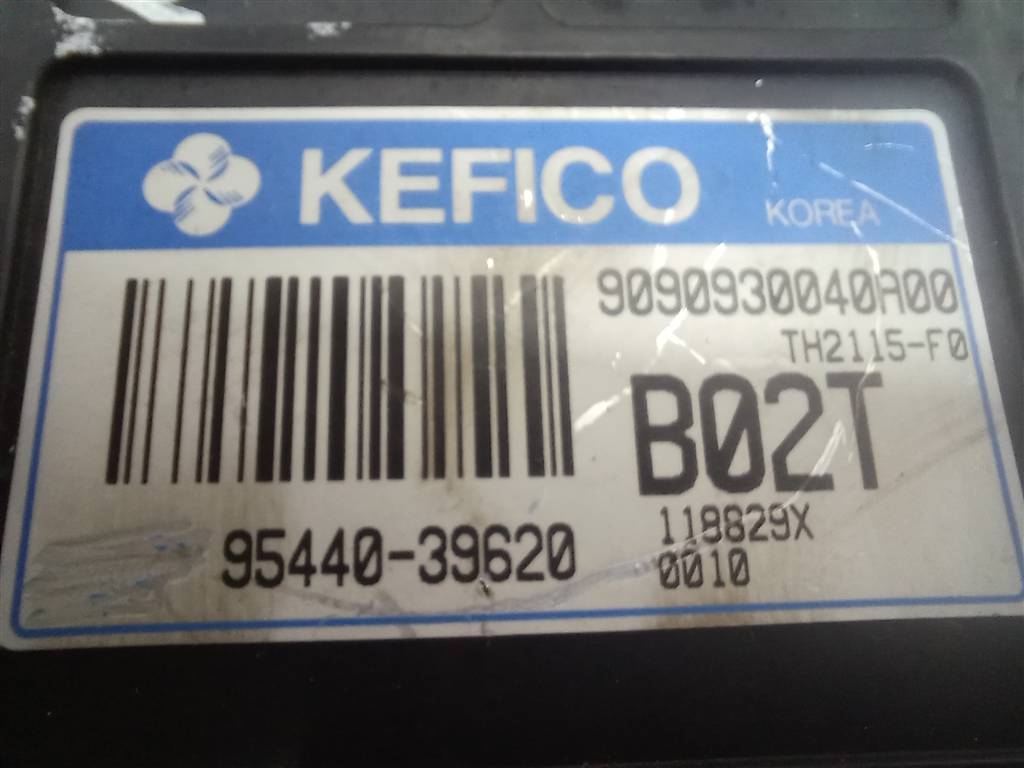 KEFICO
KOREA
9090930040A00
TH2115-F0
B02T
118829X
0010
95440-39620